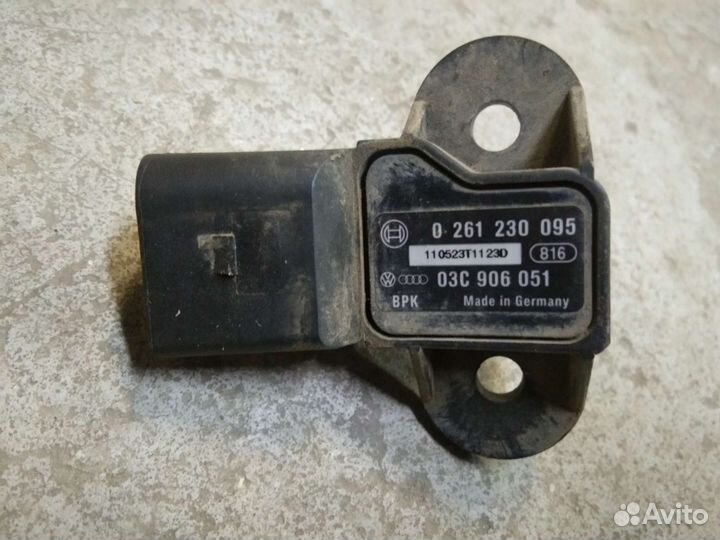 0 261 230 095
110523T1123D 816
03C 906 051
BPK Made in Germany
Avito